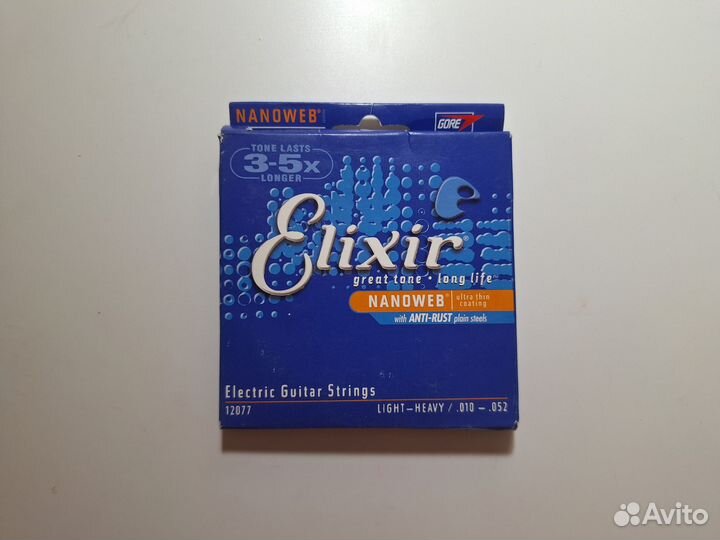 NANOWEB®
GORE
TONE LASTS
3-5x
LONGER
Elixir®
great tone • long life™
NANOWEB® ultra thin
coating
with ANTI-RUST plain steels
Electric Guitar Strings
12077 LIGHT–HEAVY / .010 – .052
Avito